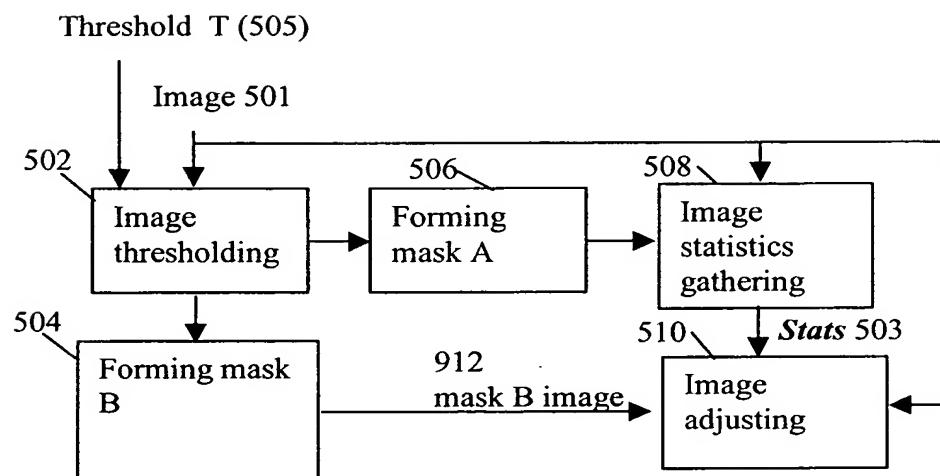 Threshold T (505)
Image 501
502
506
508
Image
thresholding
Forming
mask A
Image
statistics
gathering
504
Stats 503
510
Forming mask
B
912
mask B image
Image
adjusting